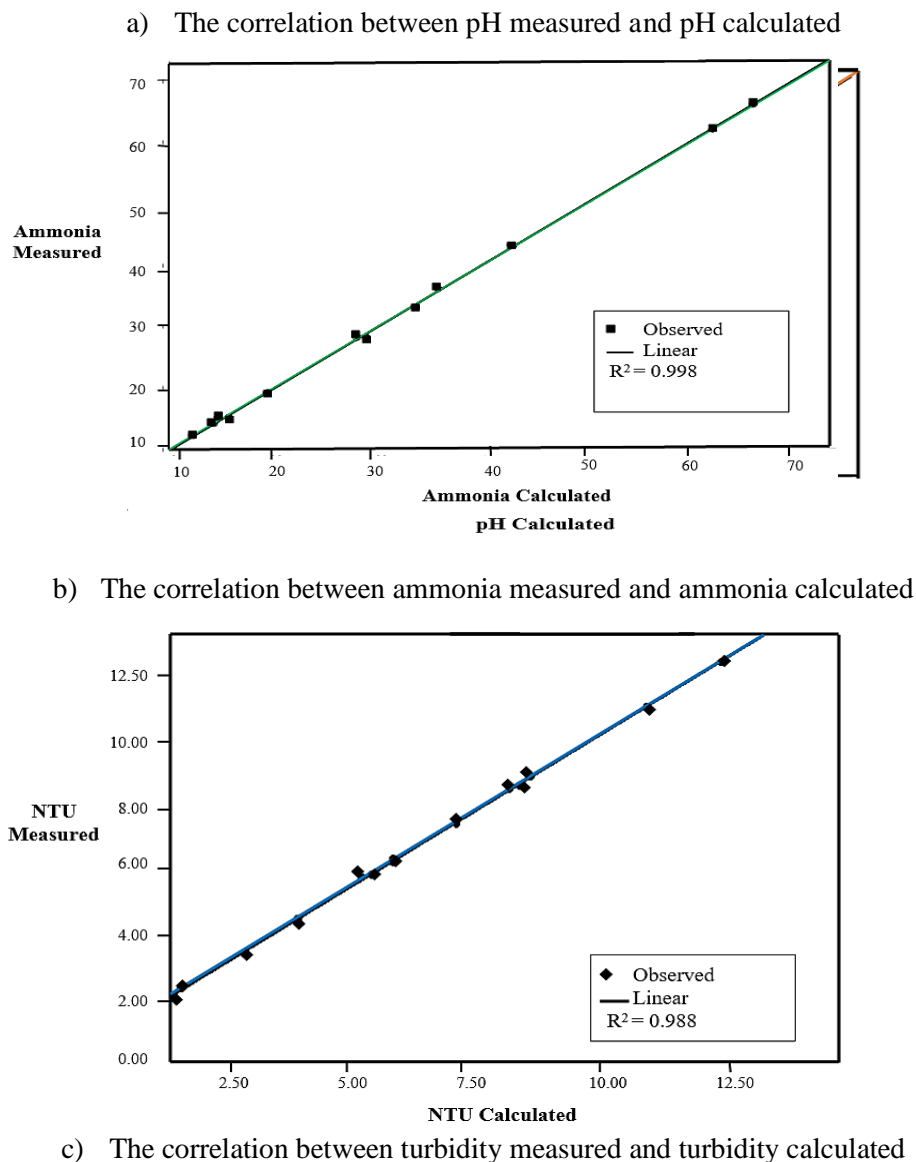 a) The correlation between pH measured and pH calculated
70
60
50
40
30
20
10
Ammonia
Measured
Observed
Linear
R² = 0.998
10 20 30 40 50 60 70
Ammonia Calculated
pH Calculated
b) The correlation between ammonia measured and ammonia calculated
12.50
10.00
8.00
6.00
4.00
2.00
0.00
NTU
Measured
Observed
Linear
R² = 0.988
2.50 5.00 7.50 10.00 12.50
NTU Calculated
c) The correlation between turbidity measured and turbidity calculated